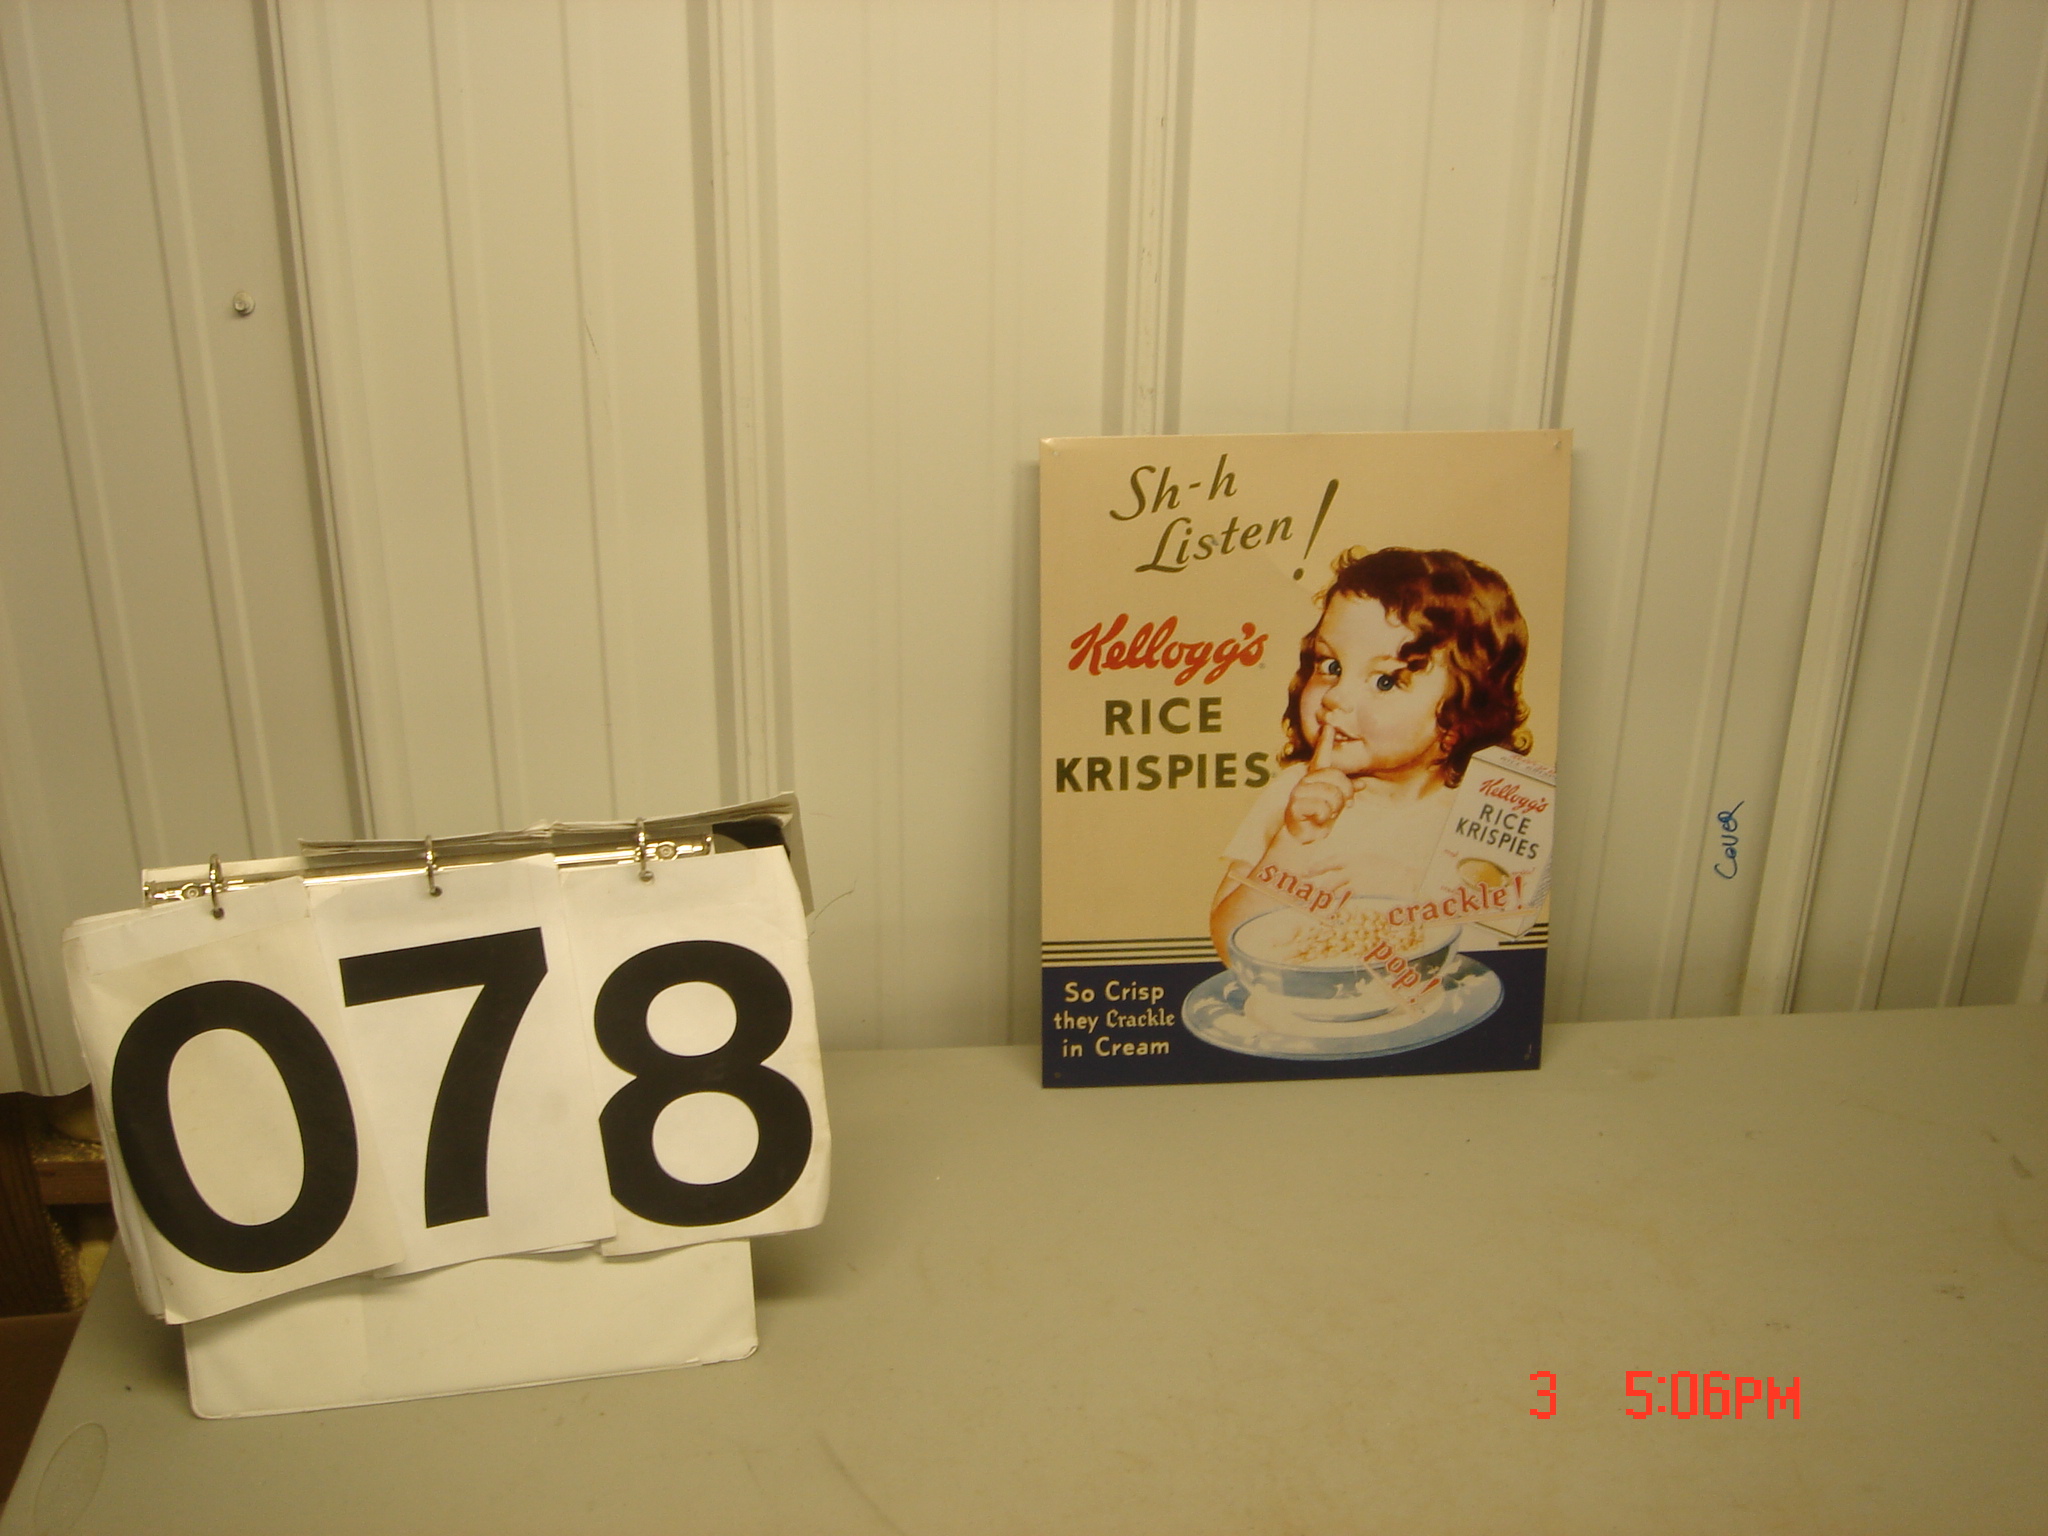 Sh-h
Listen!
Kellogg's
RICE
KRISPIES
Kellogg's
RICE
KRISPIES
snap!
crackle!
pop!
So Crisp
they Crackle
in Cream
078
COVER
3 5:06PM